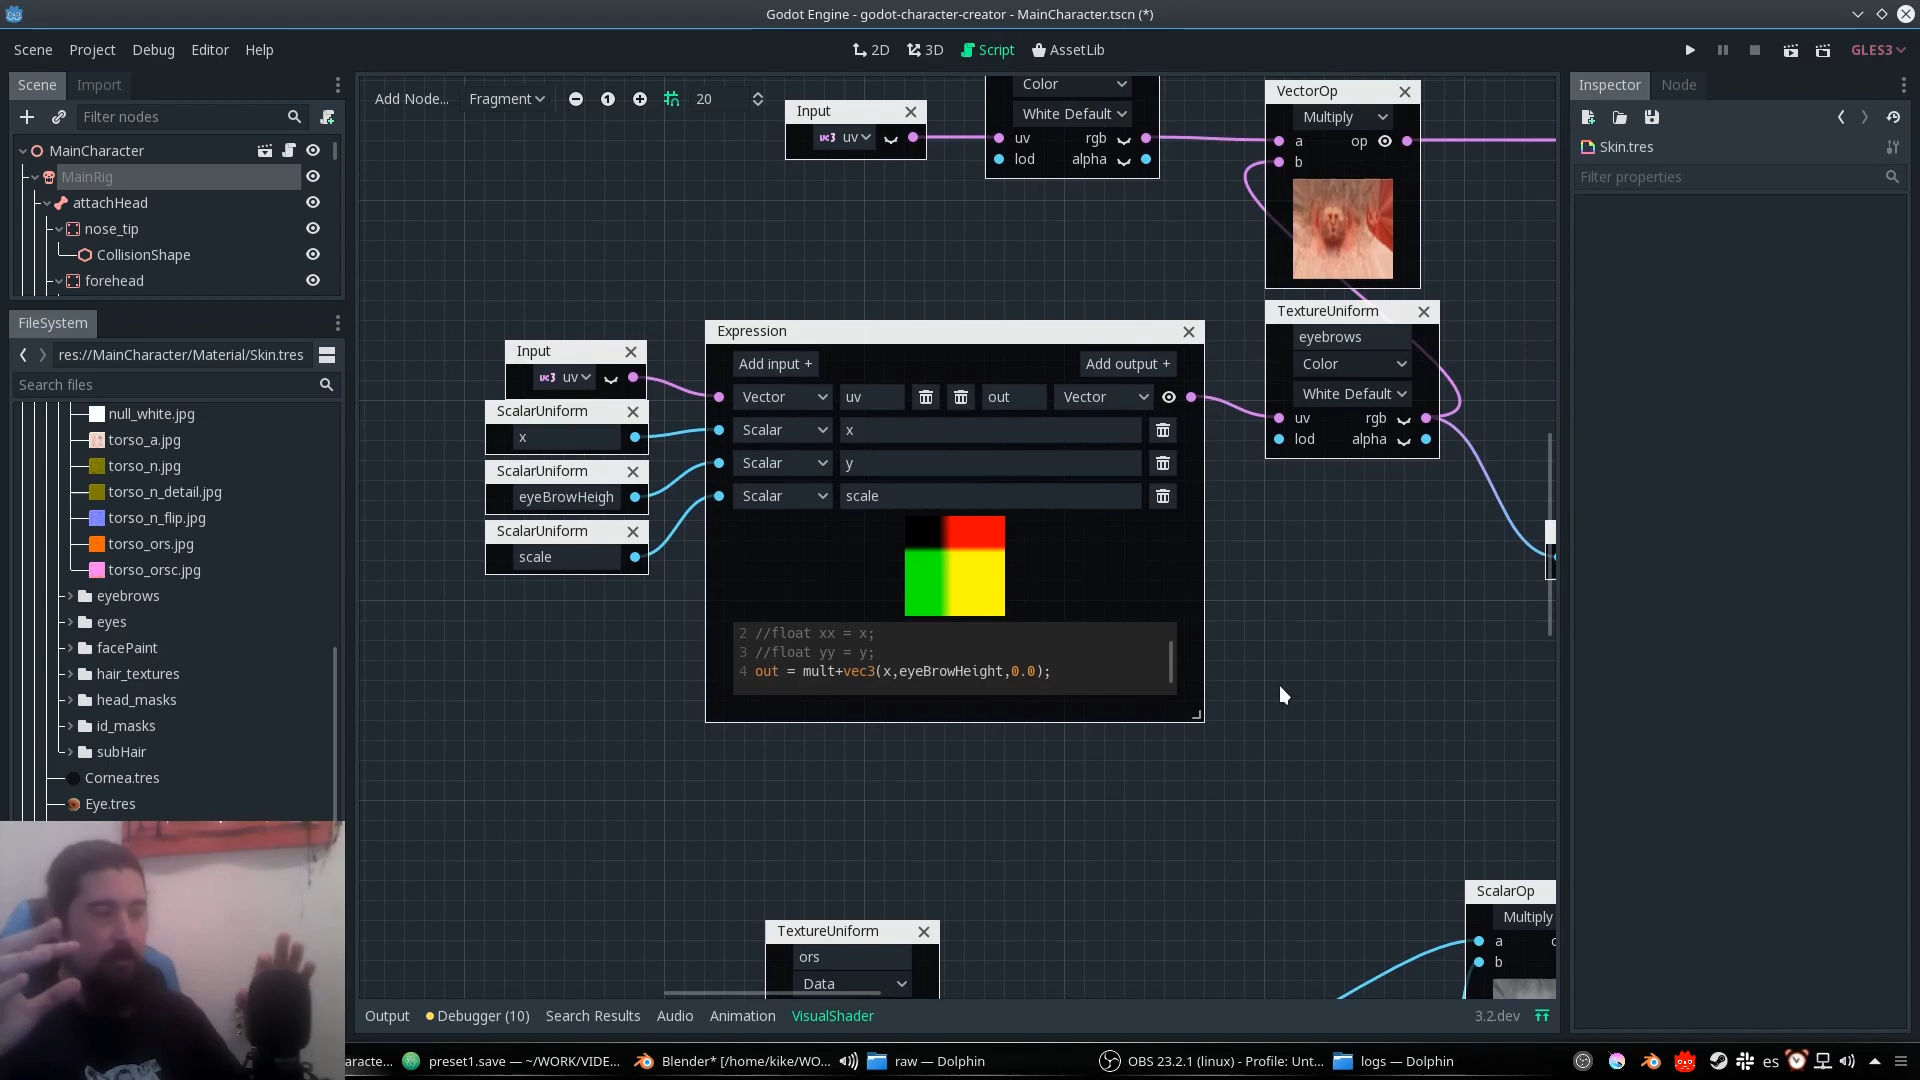 Godot Engine - godot-character-creator - MainCharacter.tscn (*)
Scene Project Debug Editor Help
2D 3D Script AssetLib
GLES3
Scene Import
Filter nodes
MainCharacter
MainRig
attachHead
nose_tip
CollisionShape
forehead
FileSystem
res://MainCharacter/Material/Skin.tres
Search files
null_white.jpg
torso_a.jpg
torso_n.jpg
torso_n_detail.jpg
torso_n_flip.jpg
torso_ors.jpg
torso_orsc.jpg
eyebrows
eyes
facePaint
hair_textures
head_masks
id_masks
subHair
Cornea.tres
Eye.tres
Add Node... Fragment 1 20
Input
uv
Color
White Default
uv rgb
lod alpha
VectorOp
Multiply
a op
b
TextureUniform
eyebrows
Color
White Default
uv rgb
lod alpha
Input
uv
ScalarUniform
x
ScalarUniform
eyeBrowHeigh
ScalarUniform
scale
Expression
Add input + Add output +
Vector uv out Vector
Scalar x
Scalar y
Scalar scale
2 //float xx = x;
3 //float yy = y;
4 out = mult+vec3(x,eyeBrowHeight,0.0);
TextureUniform
ors
Data
ScalarOp
Multiply
a
b
Output Debugger (10) Search Results Audio Animation VisualShader
3.2.dev
Inspector Node
Skin.tres
Filter properties
aracte... preset1.save — ~/WORK/VIDE... Blender* [/home/kike/WO... raw — Dolphin OBS 23.2.1 (linux) - Profile: Unt... logs — Dolphin es